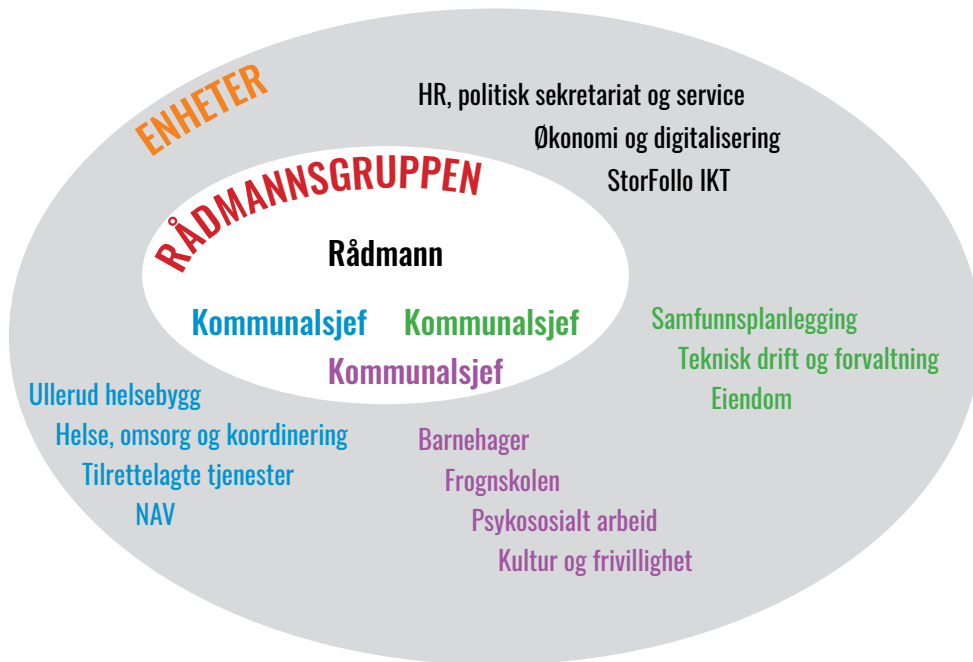 ENHETER
HR, politisk sekretariat og service
Økonomi og digitalisering
StorFollo IKT
RÅDMANNSGRUPPEN
Rådmann
Kommunalsjef
Kommunalsjef
Kommunalsjef
Samfunnsplanlegging
Teknisk drift og forvaltning
Eiendom
Ullerud helsebygg
Helse, omsorg og koordinering
Tilrettelagte tjenester
NAV
Barnehager
Frognskolen
Psykososialt arbeid
Kultur og frivillighet